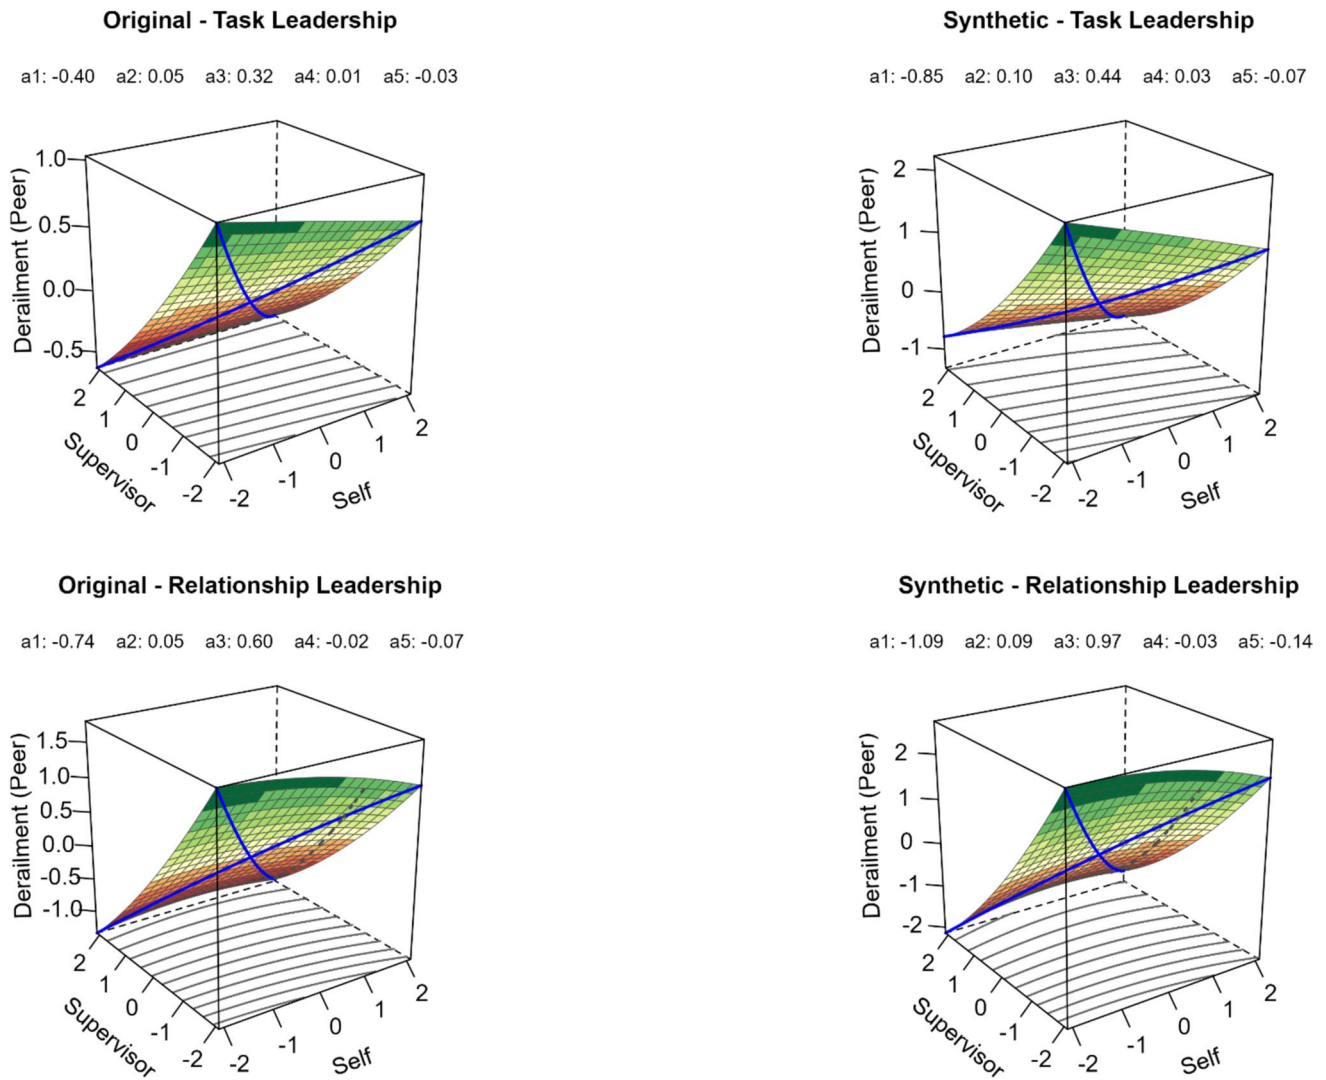 Original - Task Leadership
a1: -0.40 a2: 0.05 a3: 0.32 a4: 0.01 a5: -0.03
Derailment (Peer)
1.0
0.5
0.0
-0.5
2
1
0
-1
-2
Supervisor
-2
-1
0
1
2
Self
Synthetic - Task Leadership
a1: -0.85 a2: 0.10 a3: 0.44 a4: 0.03 a5: -0.07
Derailment (Peer)
2
1
0
-1
2
1
0
-1
-2
Supervisor
-2
-1
0
1
2
Self
Original - Relationship Leadership
a1: -0.74 a2: 0.05 a3: 0.60 a4: -0.02 a5: -0.07
Derailment (Peer)
1.5
1.0
0.5
0.0
-0.5
-1.0
2
1
0
-1
-2
Supervisor
-2
-1
0
1
2
Self
Synthetic - Relationship Leadership
a1: -1.09 a2: 0.09 a3: 0.97 a4: -0.03 a5: -0.14
Derailment (Peer)
2
1
0
-1
-2
2
1
0
-1
-2
Supervisor
-2
-1
0
1
2
Self